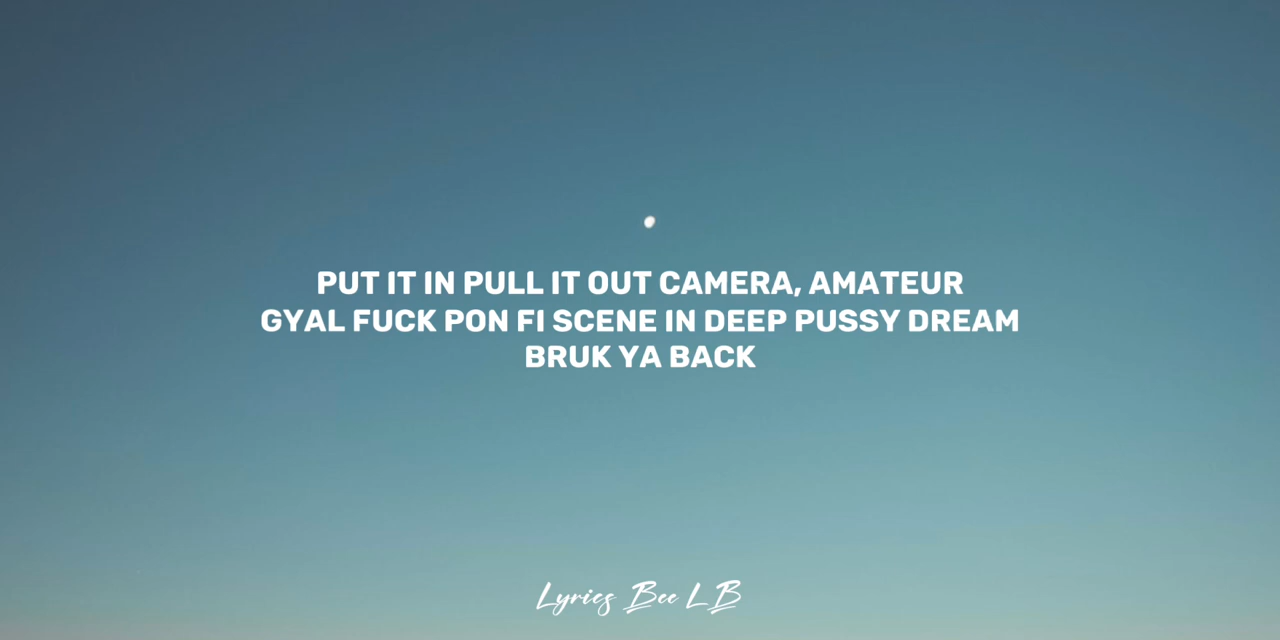 PUT IT IN PULL IT OUT CAMERA, AMATEUR
GYAL FUCK PON FI SCENE IN DEEP PUSSY DREAM
BRUK YA BACK
Lyrics Bee LB